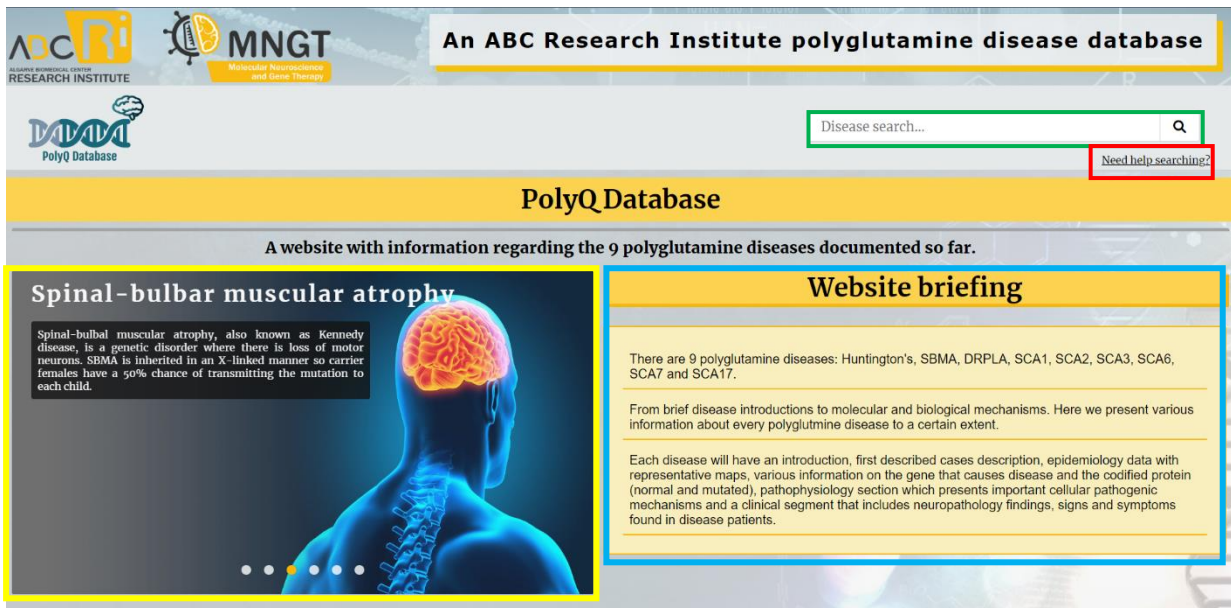 ABC Ri
ALGARVE BIOMEDICAL CENTER
RESEARCH INSTITUTE
MNGT
Molecular Neuroscience
and Gene Therapy
An ABC Research Institute polyglutamine disease database
PolyQ Database
Disease search...
Need help searching?
PolyQ Database
A website with information regarding the 9 polyglutamine diseases documented so far.
Spinal-bulbar muscular atrophy
Spinal-bulbal muscular atrophy, also known as Kennedy
disease, is a genetic disorder where there is loss of motor
neurons. SBMA is inherited in an X-linked manner so carrier
females have a 50% chance of transmitting the mutation to
each child.
Website briefing
There are 9 polyglutamine diseases: Huntington's, SBMA, DRPLA, SCA1, SCA2, SCA3, SCA6,
SCA7 and SCA17.
From brief disease introductions to molecular and biological mechanisms. Here we present various
information about every polyglutmine disease to a certain extent.
Each disease will have an introduction, first described cases description, epidemiology data with
representative maps, various information on the gene that causes disease and the codified protein
(normal and mutated), pathophysiology section which presents important cellular pathogenic
mechanisms and a clinical segment that includes neuropathology findings, signs and symptoms
found in disease patients.